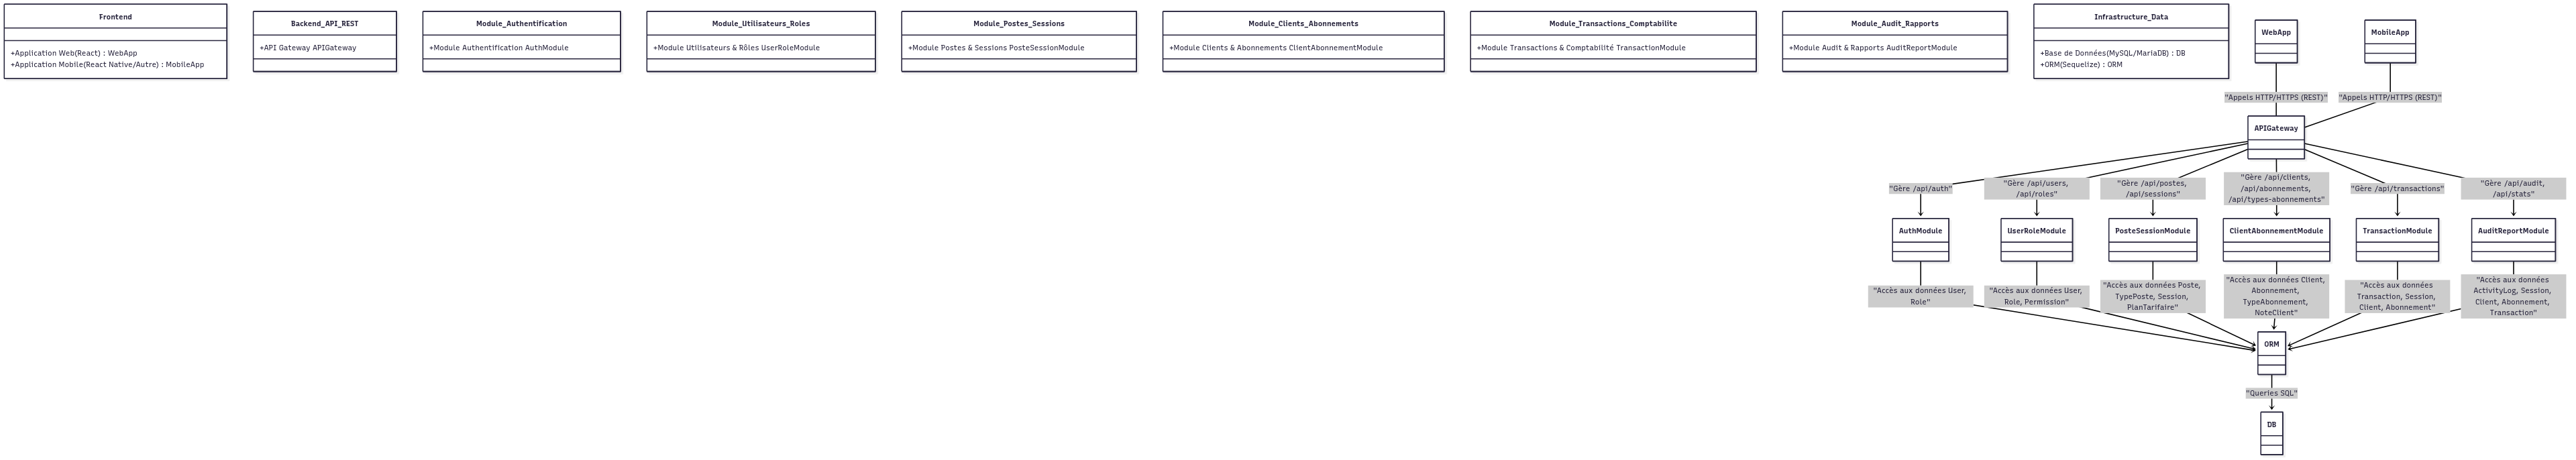 Frontend
+Application Web(React) : WebApp
+Application Mobile(React Native/Autre) : MobileApp
Backend_API_REST
+API Gateway APIGateway
Module_Authentification
+Module Authentification AuthModule
Module_Utilisateurs_Roles
+Module Utilisateurs & Rôles UserRoleModule
Module_Postes_Sessions
+Module Postes & Sessions PosteSessionModule
Module_Clients_Abonnements
+Module Clients & Abonnements ClientAbonnementModule
Module_Transactions_Comptabilite
+Module Transactions & Comptabilité TransactionModule
Module_Audit_Rapports
+Module Audit & Rapports AuditReportModule
Infrastructure_Data
+Base de Données(MySQL/MariaDB) : DB
+ORM(Sequelize) : ORM
WebApp
MobileApp
"Appels HTTP/HTTPS (REST)"
"Appels HTTP/HTTPS (REST)"
APIGateway
"Gère /api/auth"
"Gère /api/users,
/api/roles"
"Gère /api/postes,
/api/sessions"
"Gère /api/clients,
/api/abonnements,
/api/types-abonnements"
"Gère /api/transactions"
"Gère /api/audit,
/api/stats"
AuthModule
UserRoleModule
PosteSessionModule
ClientAbonnementModule
TransactionModule
AuditReportModule
"Accès aux données User,
Role"
"Accès aux données User,
Role, Permission"
"Accès aux données Poste,
TypePoste, Session,
PlanTarifaire"
"Accès aux données Client,
Abonnement,
TypeAbonnement,
NoteClient"
"Accès aux données
Transaction, Session,
Client, Abonnement"
"Accès aux données
ActivityLog, Session,
Client, Abonnement,
Transaction"
ORM
"Queries SQL"
DB